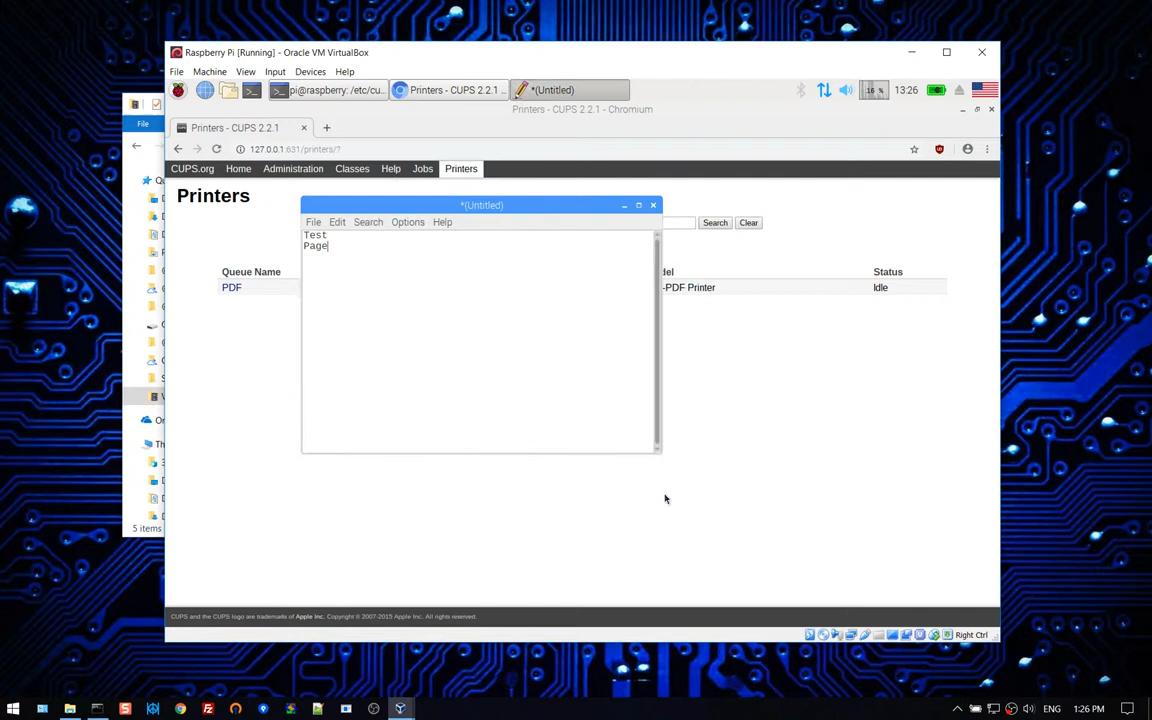 Raspberry Pi [Running] - Oracle VM VirtualBox
File Machine View Input Devices Help
pi@raspberry: /etc/cu...
Printers - CUPS 2.2.1 ...
*(Untitled)
16 %
13:26
Printers - CUPS 2.2.1 - Chromium
File
Printers - CUPS 2.2.1
127.0.0.1:631/printers/?
CUPS.org Home Administration Classes Help Jobs Printers
Printers
*(Untitled)
File Edit Search Options Help
Search Clear
Test
Page
Queue Name
Status
PDF
-PDF Printer
Idle
5 items
CUPS and the CUPS logo are trademarks of Apple Inc. Copyright © 2007-2015 Apple Inc. All rights reserved.
Right Ctrl
ENG
1:26 PM